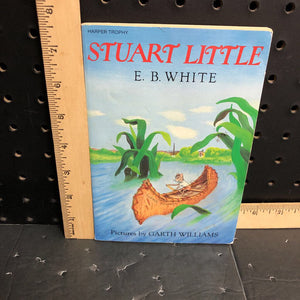 HARPER TROPHY
STUART LITTLE
E. B. WHITE
Pictures by GARTH WILLIAMS